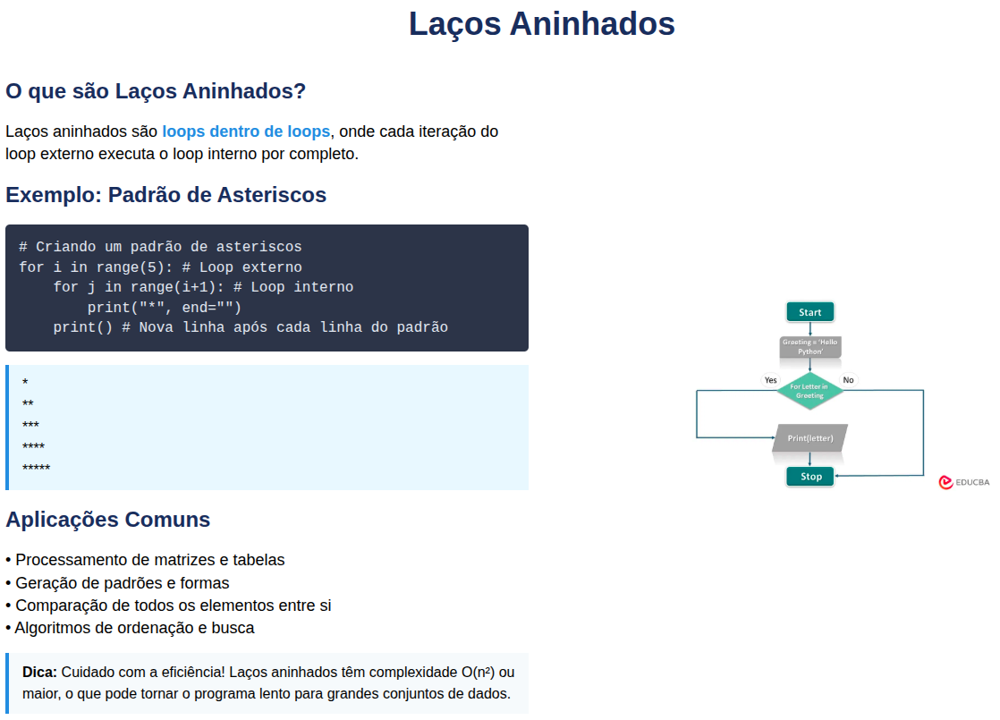 Laços Aninhados
O que são Laços Aninhados?
Laços aninhados são loops dentro de loops, onde cada iteração do
loop externo executa o loop interno por completo.
Exemplo: Padrão de Asteriscos
# Criando um padrão de asteriscos
for i in range(5): # Loop externo
    for j in range(i+1): # Loop interno
        print("*", end="")
    print() # Nova linha após cada linha do padrão
*
**
***
****
*****
Aplicações Comuns
• Processamento de matrizes e tabelas
• Geração de padrões e formas
• Comparação de todos os elementos entre si
• Algoritmos de ordenação e busca
Dica: Cuidado com a eficiência! Laços aninhados têm complexidade O(n²) ou
maior, o que pode tornar o programa lento para grandes conjuntos de dados.
Start
Greeting = 'Hello
Python'
Yes
No
For Letter in
Greeting
Print(letter)
Stop
EDUCBA